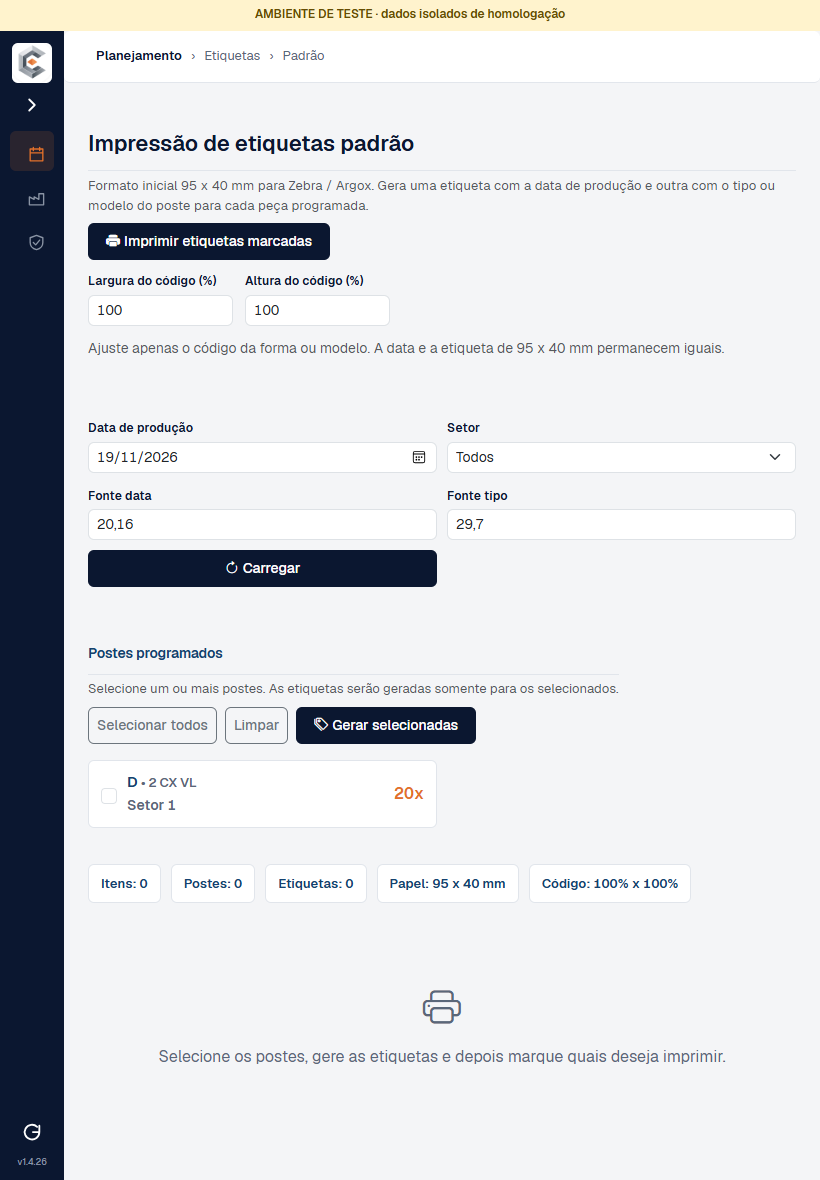 AMBIENTE DE TESTE · dados isolados de homologação
Planejamento › Etiquetas › Padrão
Impressão de etiquetas padrão
Formato inicial 95 x 40 mm para Zebra / Argox. Gera uma etiqueta com a data de produção e outra com o tipo ou
modelo do poste para cada peça programada.
Imprimir etiquetas marcadas
Largura do código (%) Altura do código (%)
100 100
Ajuste apenas o código da forma ou modelo. A data e a etiqueta de 95 x 40 mm permanecem iguais.
Data de produção Setor
19/11/2026 Todos
Fonte data Fonte tipo
20,16 29,7
Carregar
Postes programados
Selecione um ou mais postes. As etiquetas serão geradas somente para os selecionados.
Selecionar todos Limpar Gerar selecionadas
D • 2 CX VL
Setor 1
20x
Itens: 0 Postes: 0 Etiquetas: 0 Papel: 95 x 40 mm Código: 100% x 100%
Selecione os postes, gere as etiquetas e depois marque quais deseja imprimir.
v1.4.26